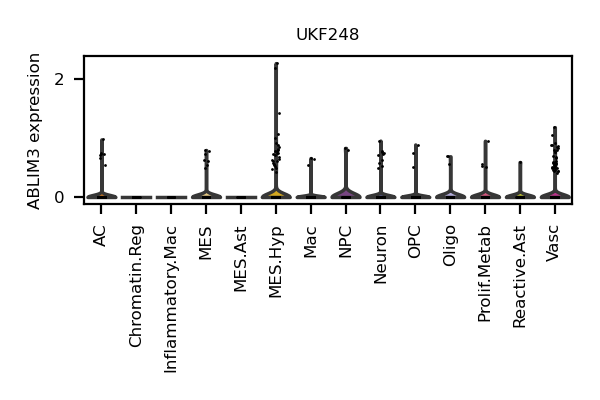 UKF248
ABLIM3 expression
2
0
AC
Chromatin.Reg
Inflammatory.Mac
MES
MES.Ast
MES.Hyp
Mac
NPC
Neuron
OPC
Oligo
Prolif.Metab
Reactive.Ast
Vasc